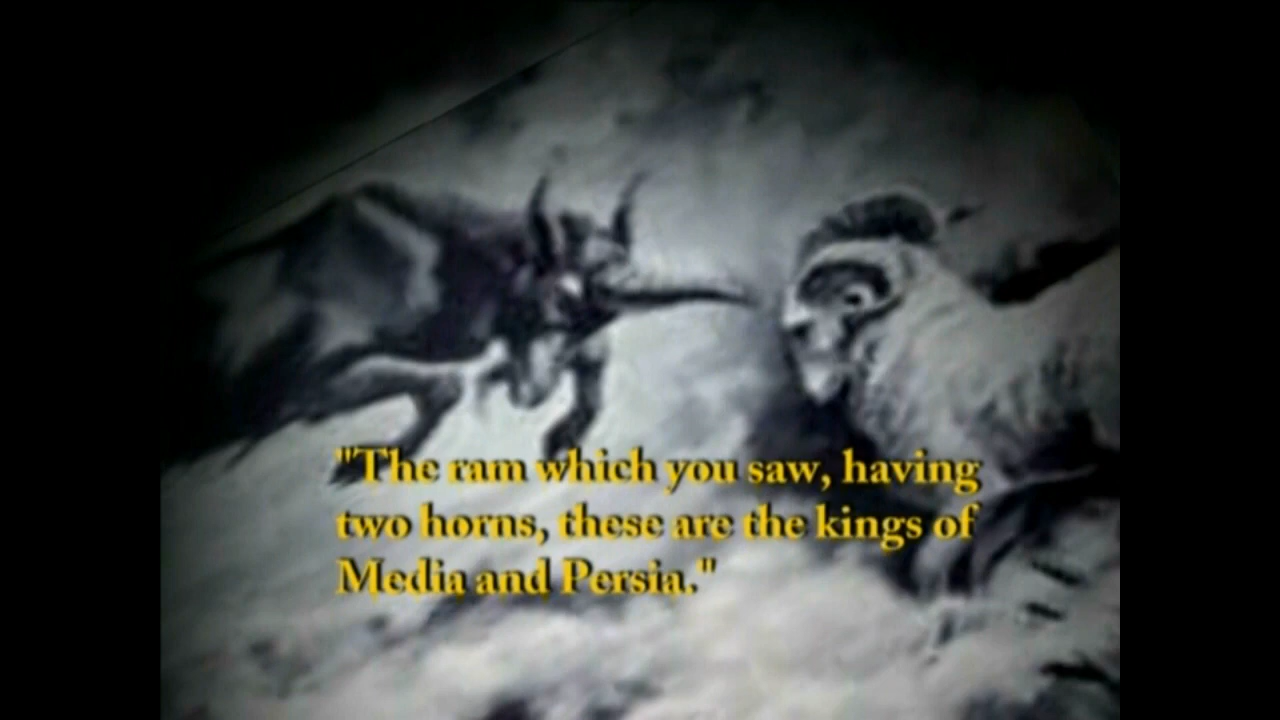 "The ram which you saw, having
two horns, these are the kings of
Media and Persia."